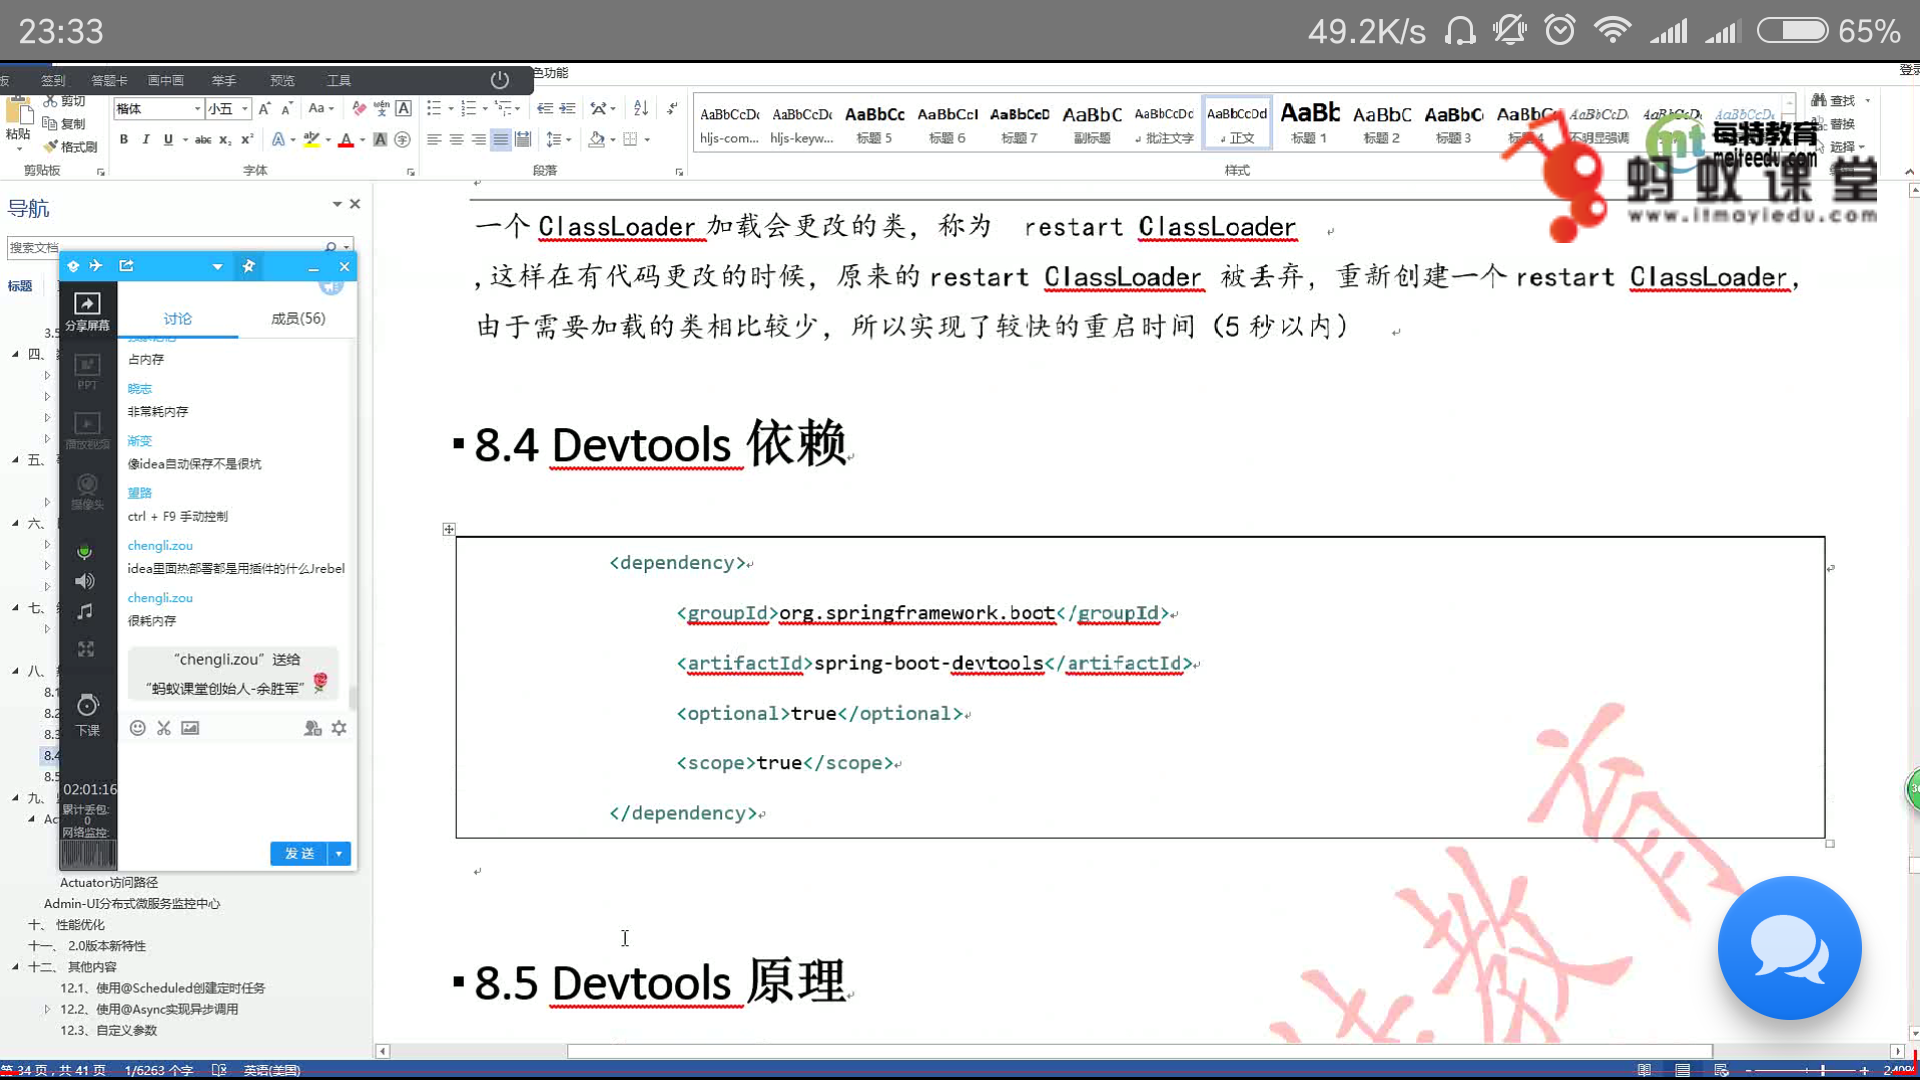 23:33
49.2K/s
65%
签到 答题卡 画中画 举手 预览 工具
色功能
登录
剪切
复制
格式刷
粘贴
剪贴板
楷体 小五
字体
段落
AaBbCcDc AaBbCcDc AaBbCc AaBbCcI AaBbCcD AaBbC AaBbCcDc AaBbCcDd AaBb AaBbC AaBbC
hljs-com... hljs-keyw... 标题 5 标题 6 标题 7 副标题 批注文字 正文 标题 1 标题 2 标题 3 标题 4 不明显强调
样式
查找
替换
选择
每特教育
meiteedu.com
蚂蚁课堂
www.itmayiedu.com
导航
搜索文档
标题
一个 ClassLoader 加载会更改的类，称为 restart ClassLoader
,这样在有代码更改的时候，原来的 restart ClassLoader 被丢弃，重新创建一个 restart ClassLoader，
由于需要加载的类相比较少，所以实现了较快的重启时间（5 秒以内）
8.4 Devtools 依赖
<dependency>
<groupId>org.springframework.boot</groupId>
<artifactId>spring-boot-devtools</artifactId>
<optional>true</optional>
<scope>true</scope>
</dependency>
8.5 Devtools 原理
分享屏幕
PPT
播放视频
摄像头
下课
02:01:16
累计丢包:
0
网络监控:
讨论
成员(56)
占内存
晓志
非常耗内存
渐变
像idea自动保存不是很坑
望路
ctrl + F9 手动控制
chengli.zou
idea里面热部署都是用插件的什么Jrebel
chengli.zou
很耗内存
“chengli.zou” 送给
“蚂蚁课堂创始人-余胜军”
发 送
3.5
四、
五、
六、
七、
八、
8.1
8.2
8.3
8.4
8.5
九、
Actuator访问路径
Admin-UI分布式微服务监控中心
十、 性能优化
十一、 2.0版本新特性
十二、 其他内容
12.1、使用@Scheduled创建定时任务
12.2、使用@Async实现异步调用
12.3、自定义参数
第 34 页，共 41 页 1/6263 个字 英语(美国)
240%